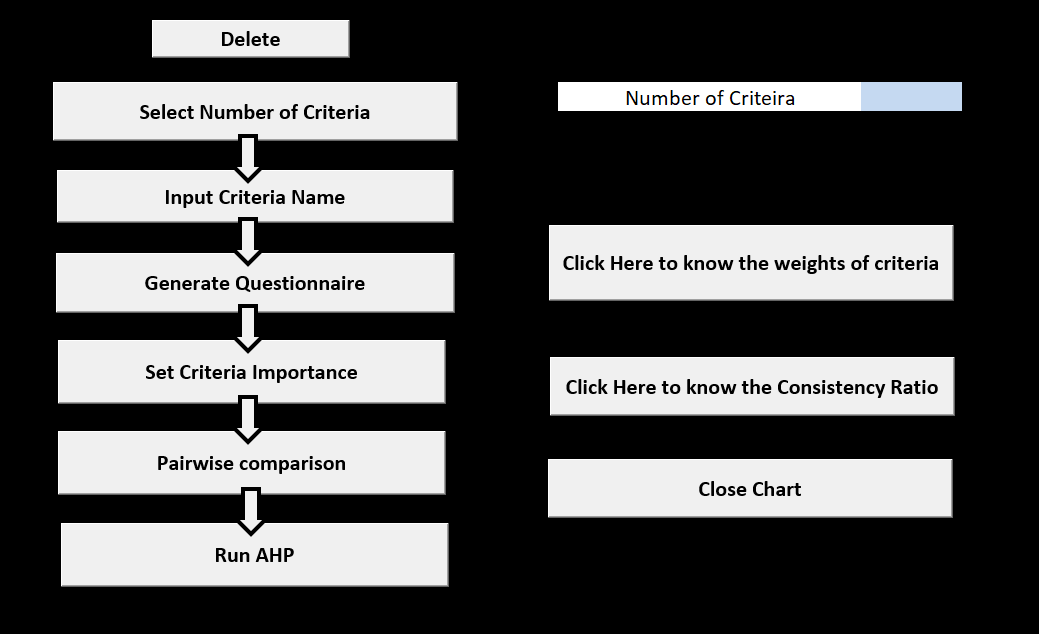 Delete
Select Number of Criteria
Input Criteria Name
Generate Questionnaire
Set Criteria Importance
Pairwise comparison
Run AHP
Number of Criteira
Click Here to know the weights of criteria
Click Here to know the Consistency Ratio
Close Chart